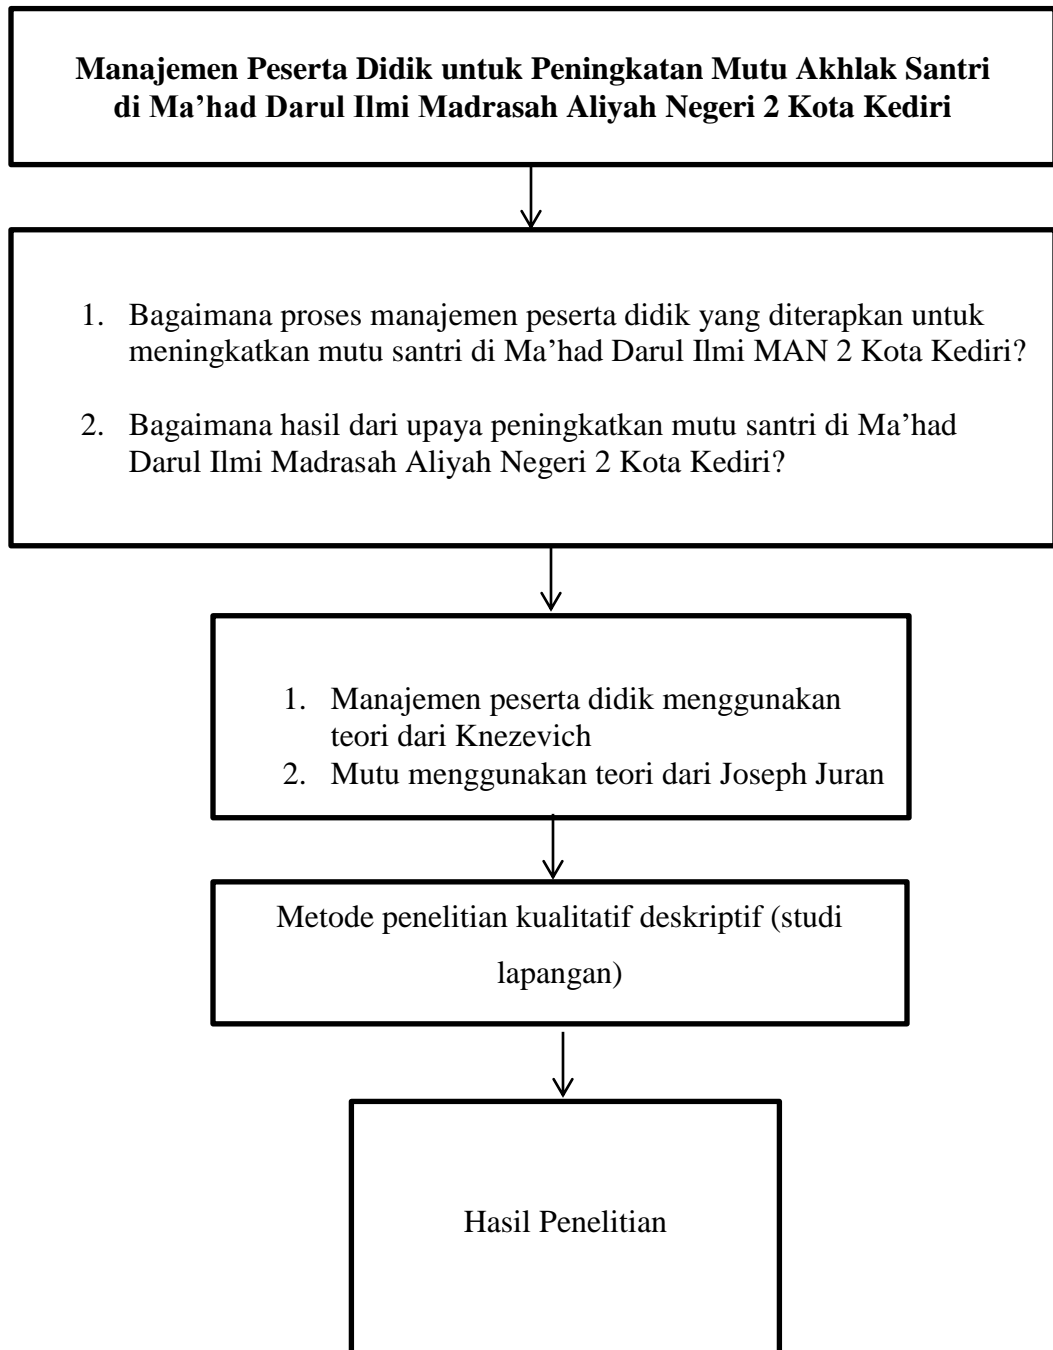 Manajemen Peserta Didik untuk Peningkatan Mutu Akhlak Santri
di Ma’had Darul Ilmi Madrasah Aliyah Negeri 2 Kota Kediri
1. Bagaimana proses manajemen peserta didik yang diterapkan untuk
meningkatkan mutu santri di Ma’had Darul Ilmi MAN 2 Kota Kediri?
2. Bagaimana hasil dari upaya peningkatkan mutu santri di Ma’had
Darul Ilmi Madrasah Aliyah Negeri 2 Kota Kediri?
1. Manajemen peserta didik menggunakan
teori dari Knezevich
2. Mutu menggunakan teori dari Joseph Juran
Metode penelitian kualitatif deskriptif (studi
lapangan)
Hasil Penelitian